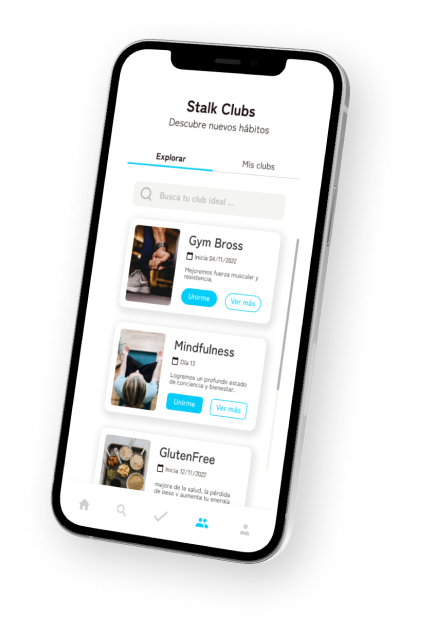 Stalk Clubs
Descubre nuevos hábitos
Explorar
Mis clubs
Busca tu club ideal ...
Gym Bross
Inicia 04/11/2022
Mejoremos fuerza muscular y
resistencia.
Unirme
Ver más
Mindfulness
Día 13
Logremos un profundo estado
de conciencia y bienestar.
Unirme
Ver más
GlutenFree
Inicia 12/11/2022
mejora de la salud, la pérdida
de peso y aumenta tu energía